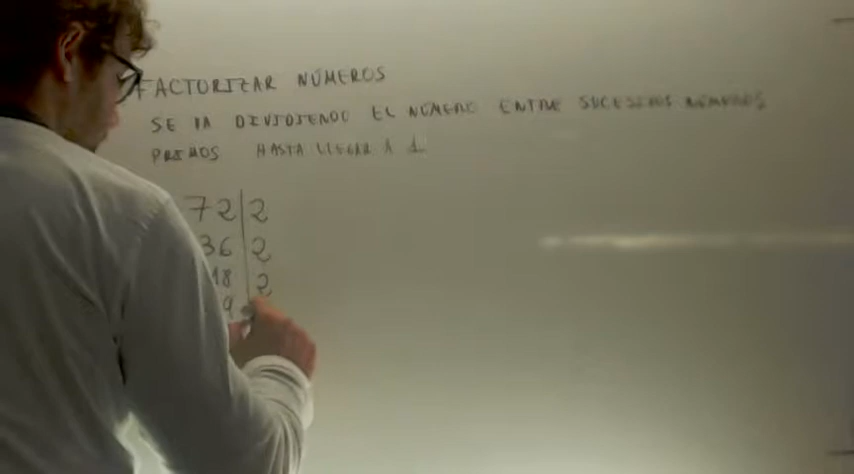 FACTORIZAR NÚMEROS
SE VA DIVIDIENDO EL NÚMERO ENTRE SUCESIVOS NÚMEROS
PRIMOS HASTA LLEGAR A 1
72 | 2
36 | 2
18 | 2
9